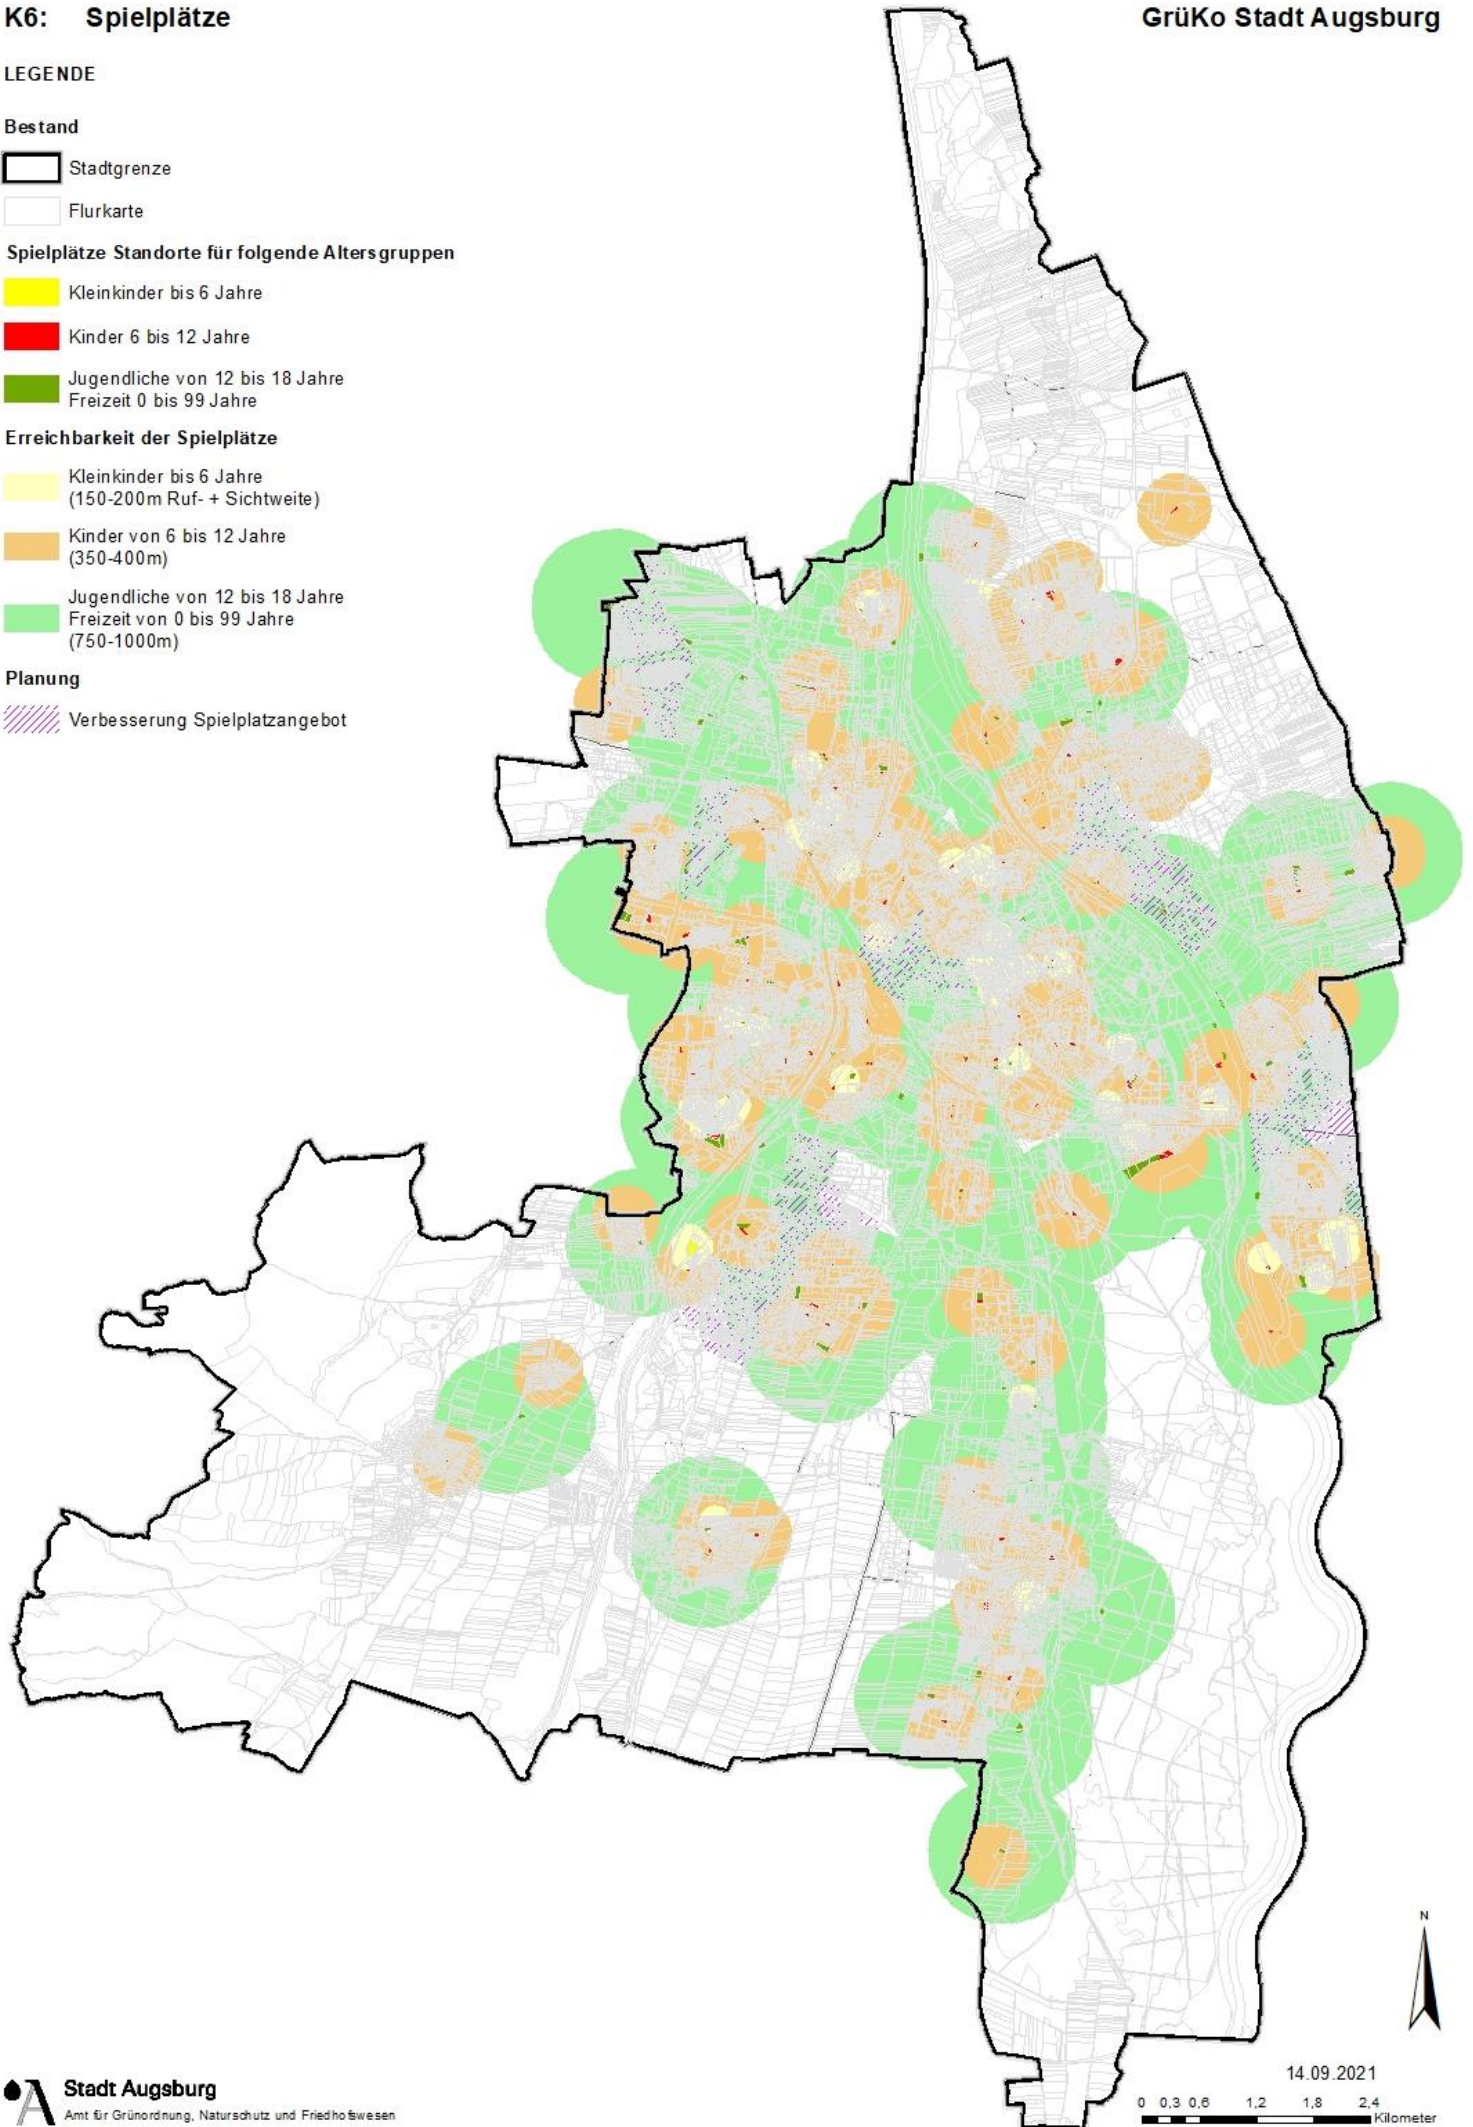 K6: Spielplätze
GrüKo Stadt Augsburg
LEGENDE
Bestand
Stadtgrenze
Flurkarte
Spielplätze Standorte für folgende Altersgruppen
Kleinkinder bis 6 Jahre
Kinder 6 bis 12 Jahre
Jugendliche von 12 bis 18 Jahre
Freizeit 0 bis 99 Jahre
Erreichbarkeit der Spielplätze
Kleinkinder bis 6 Jahre
(150-200m Ruf- + Sichtweite)
Kinder von 6 bis 12 Jahre
(350-400m)
Jugendliche von 12 bis 18 Jahre
Freizeit von 0 bis 99 Jahre
(750-1000m)
Planung
Verbesserung Spielplatzangebot
N
14.09.2021
0 0,3 0,6 1,2 1,8 2,4
Kilometer
Stadt Augsburg
Amt für Grünordnung, Naturschutz und Friedhofswesen